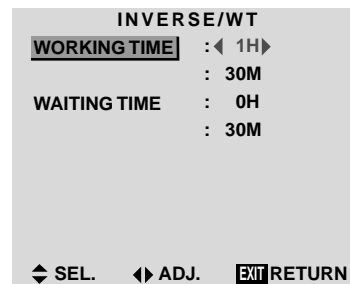 INVERSE/WT
WORKING TIME : 1H
: 30M
WAITING TIME : 0H
: 30M
SEL. ADJ. EXIT RETURN